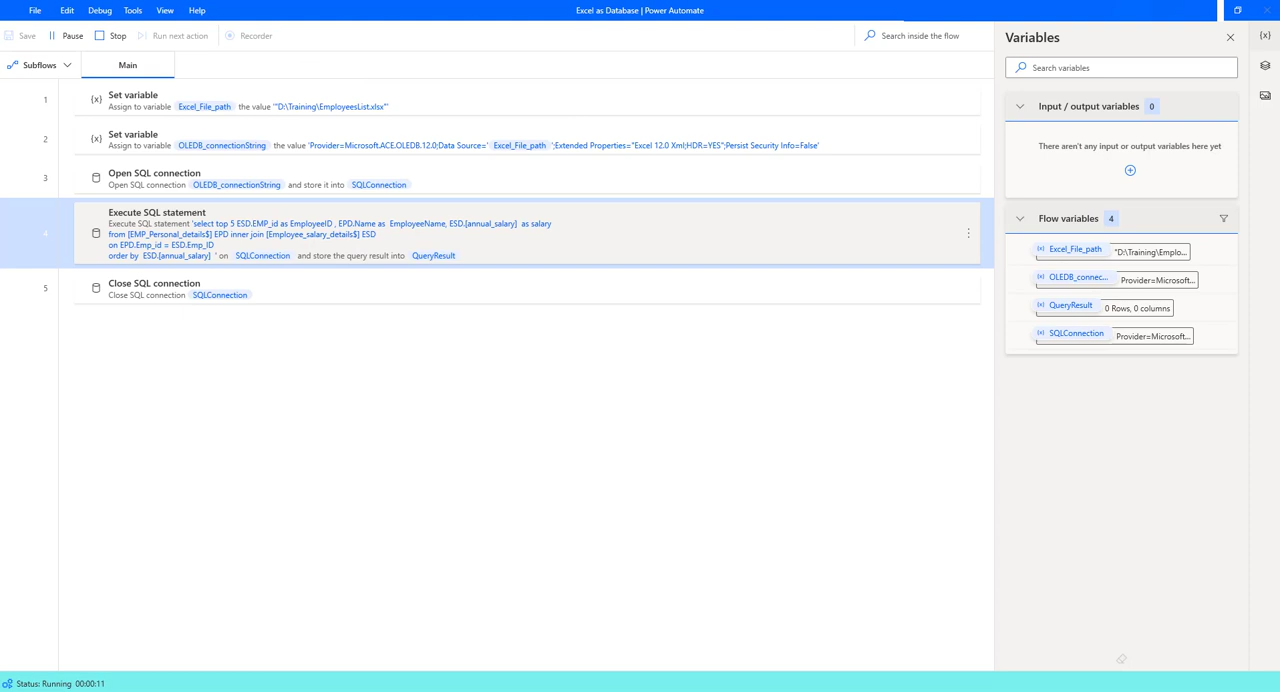 File Edit Debug Tools View Help Excel as Database | Power Automate
Save Pause Stop Run next action Recorder Search inside the flow
Variables
Subflows Main
Search variables
1 {x} Set variable
Assign to variable Excel_File_path the value '"D:\Training\EmployeesList.xlsx"'
Input / output variables 0
2 {x} Set variable
Assign to variable OLEDB_connectionString the value 'Provider=Microsoft.ACE.OLEDB.12.0;Data Source=' Excel_File_path ';Extended Properties="Excel 12.0 Xml;HDR=YES";Persist Security Info=False'
There aren't any input or output variables here yet
3 Open SQL connection
Open SQL connection OLEDB_connectionString and store it into SQLConnection
4 Execute SQL statement
Execute SQL statement 'select top 5 ESD.EMP_id as EmployeeID , EPD.Name as EmployeeName, ESD.[annual_salary] as salary
from [EMP_Personal_details$] EPD inner join [Employee_salary_details$] ESD
on EPD.Emp_id = ESD.Emp_ID
order by ESD.[annual_salary] ' on SQLConnection and store the query result into QueryResult
Flow variables 4
{x} Excel_File_path "D:\Training\Emplo...
{x} OLEDB_connec... Provider=Microsoft...
{x} QueryResult 0 Rows, 0 columns
{x} SQLConnection Provider=Microsoft...
5 Close SQL connection
Close SQL connection SQLConnection
{x}
Status: Running 00:00:11